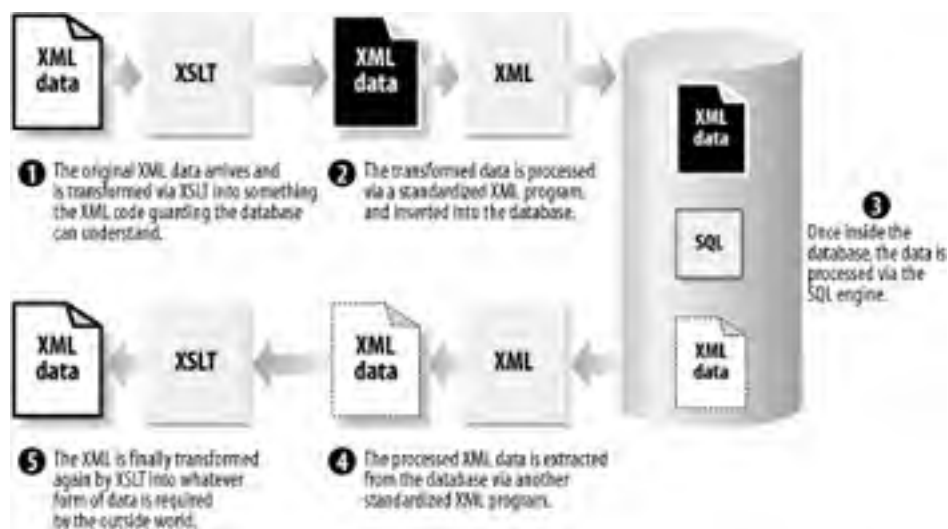 XML
data
XSLT
XML
data
XML
XML
data
1 The original XML data arrives and
is transformed via XSLT into something
the XML code guarding the database
can understand.
2 The transformed data is processed
via a standardized XML program,
and inverted into the database.
SQL
3
Once inside the
database, the data is
processed via the
SQL engine.
XML
data
XSLT
XML
data
XML
XML
data
5 The XML is finally transformed
again by XSLT into whatever
form of data is required
by the outside world.
4 The processed XML data is extracted
from the database via another
standardized XML program.